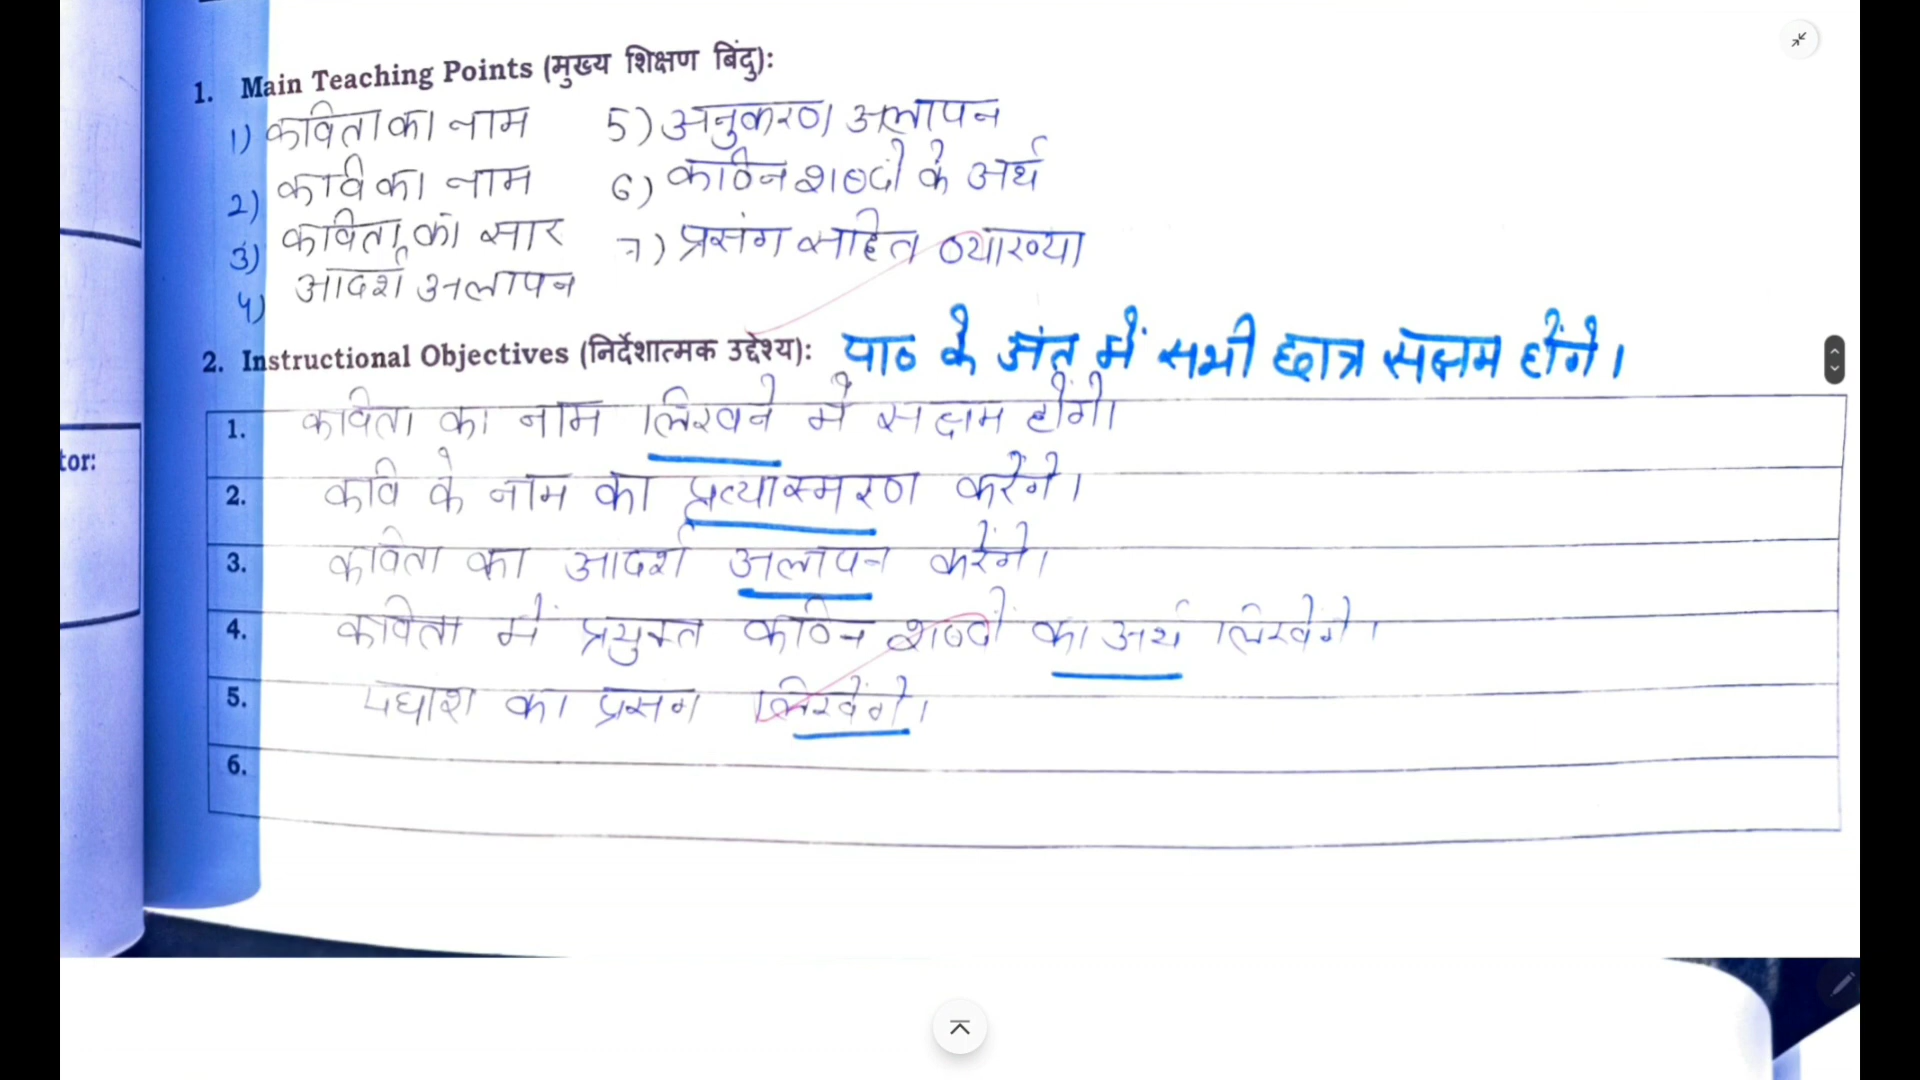 1. Main Teaching Points (मुख्य शिक्षण बिंदु):
1) कविता का नाम 5) अनुकरण अलापन
2) कवि का नाम 6) कठिन शब्दों के अर्थ
3) कविता का सार 7) प्रसंग सहित व्याख्या
4) आदर्श अलापन
2. Instructional Objectives (निर्देशात्मक उद्देश्य): पाठ के अंत में सभी छात्र सक्षम होंगे।
1. कविता का नाम लिखने में सक्षम होंगे।
2. कवि के नाम का प्रत्यास्मरण करेंगे।
3. कविता का आदर्श अलापन करेंगे।
tor:
4. कविता में प्रयुक्त कठिन शब्दों का अर्थ लिखेंगे।
5. पद्यांश का प्रसंग लिखेंगे।
6.